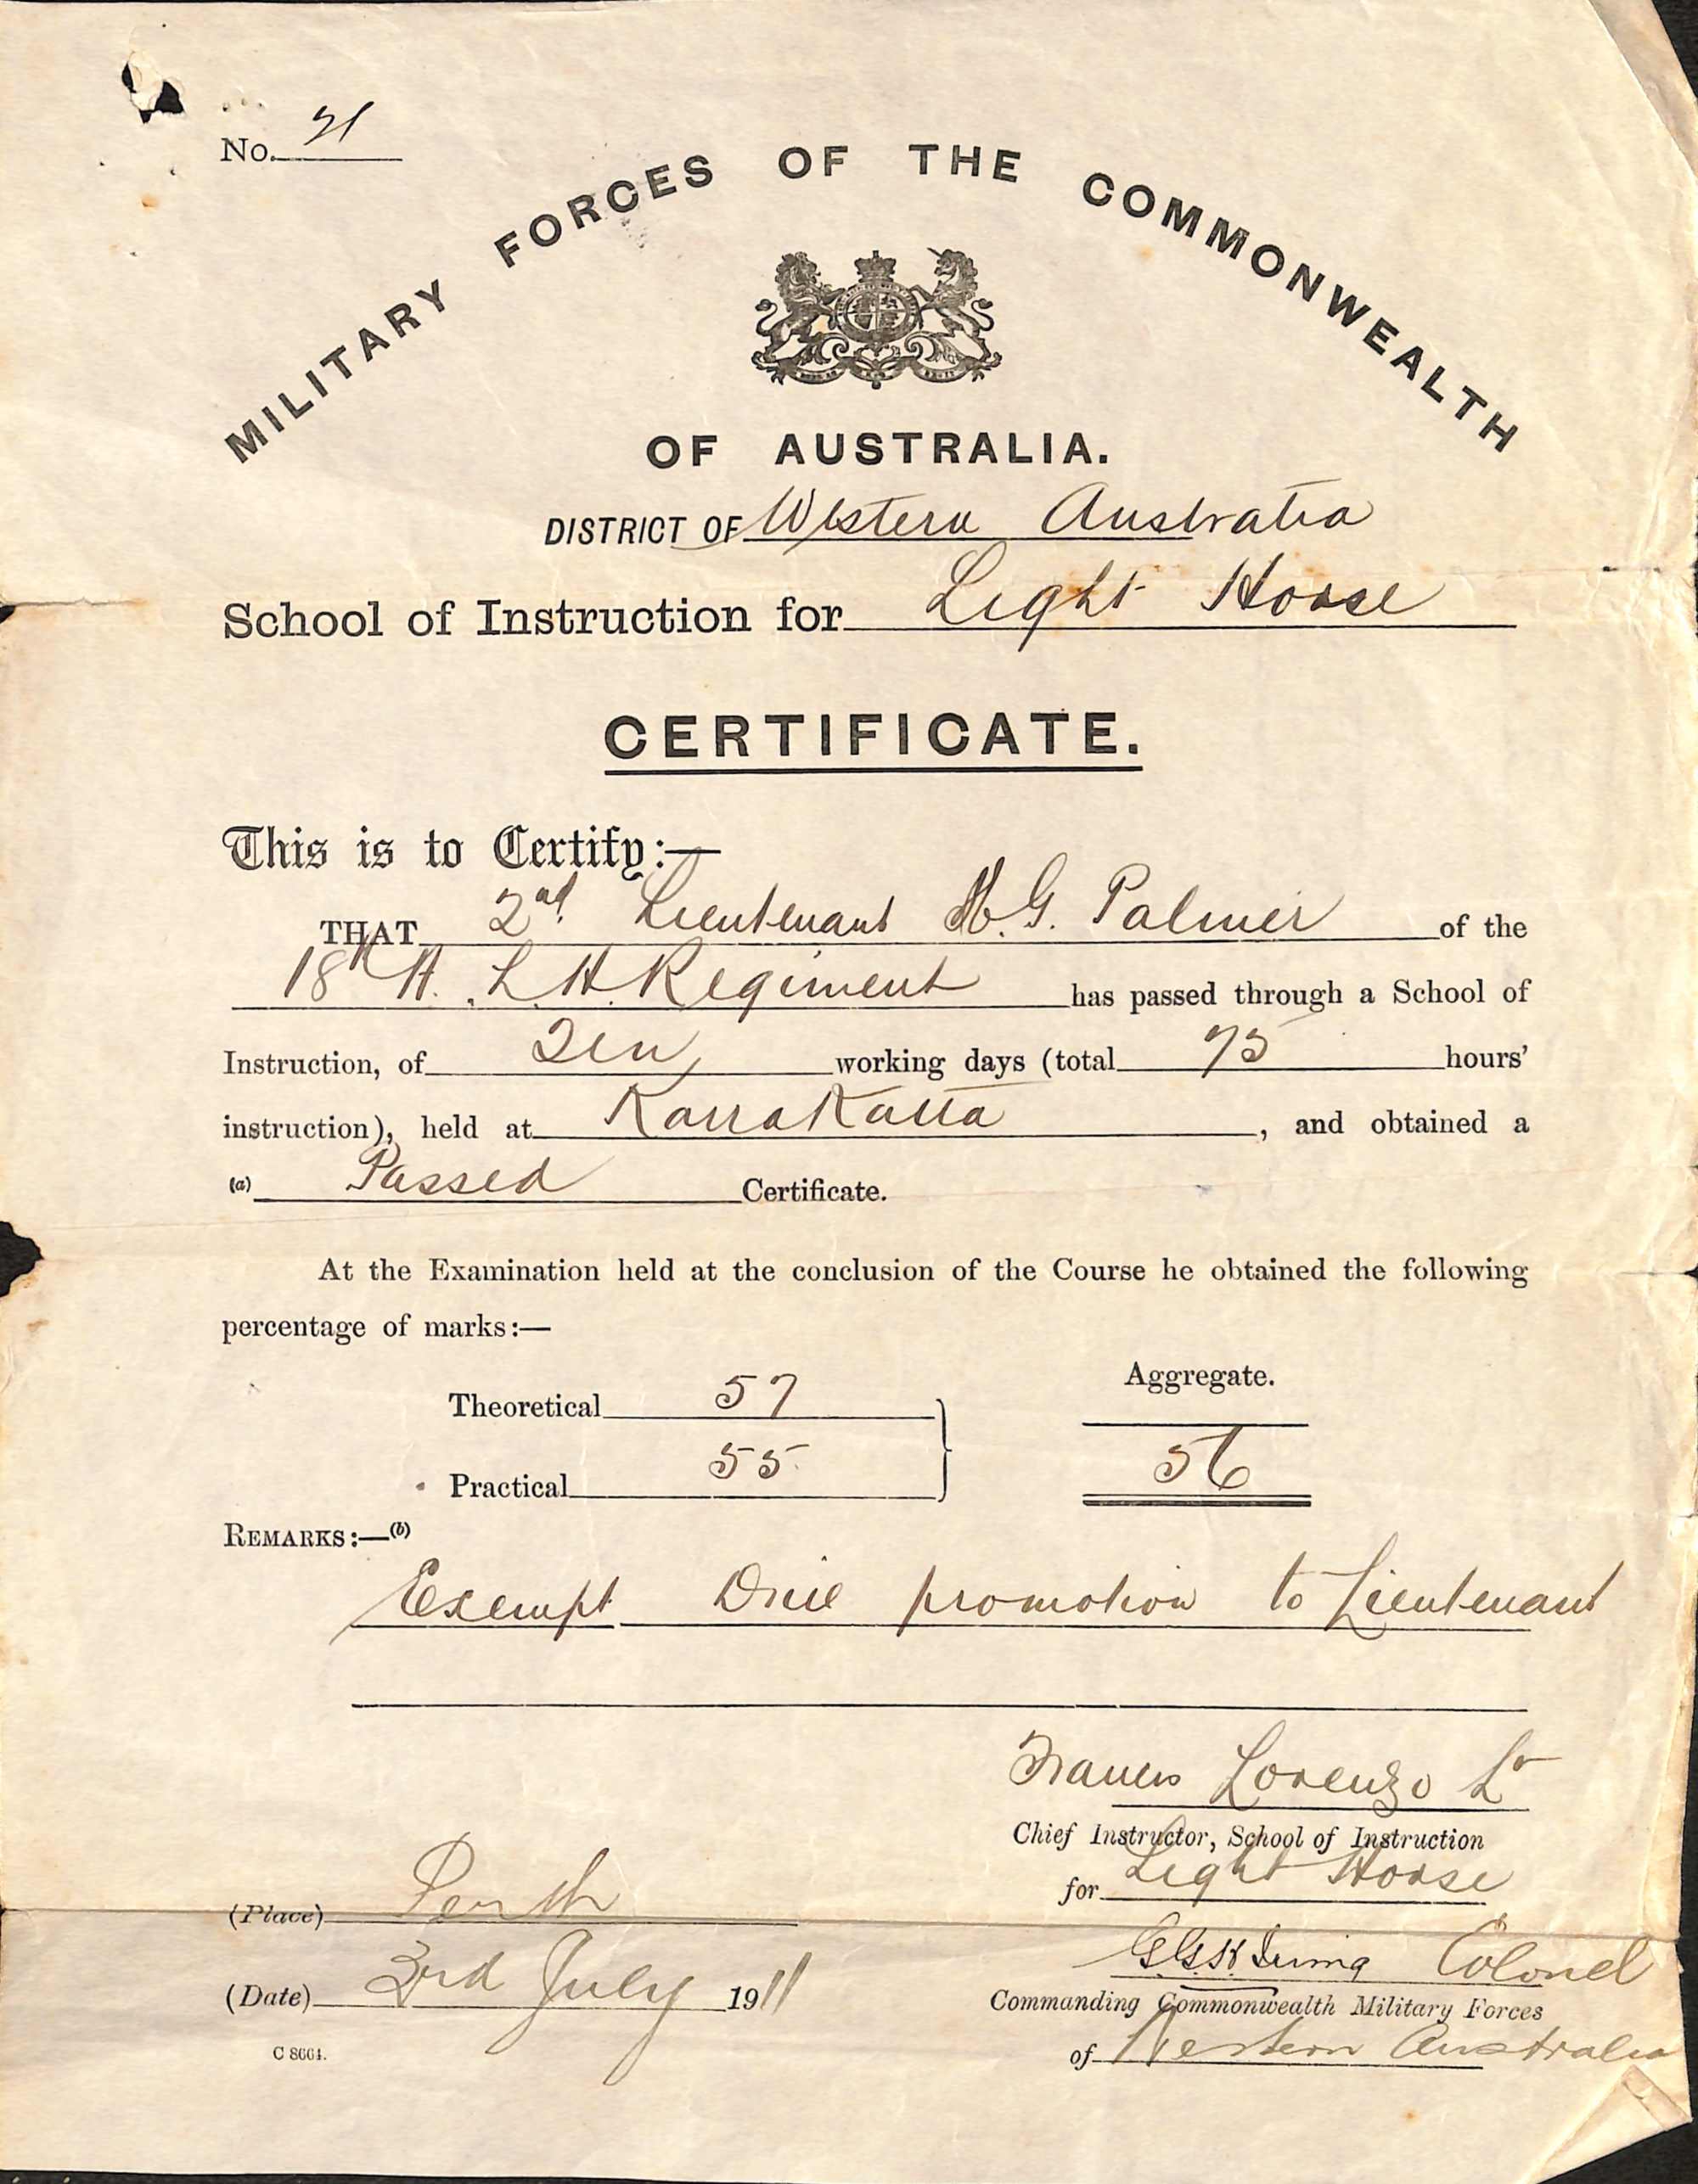 No. 21
MILITARY FORCES OF THE COMMONWEALTH
OF AUSTRALIA.
DISTRICT OF Western Australia
School of Instruction for Light Horse
CERTIFICATE.
This is to Certify:—
THAT 2nd. Lieutenant G. Palmer of the
18th L. H. Regiment has passed through a School of
Instruction, of Ten working days (total 75 hours'
instruction), held at Karrakatta, and obtained a
(a) Passed Certificate.
At the Examination held at the conclusion of the Course he obtained the following
percentage of marks:—
Aggregate.
Theoretical 57
56
Practical 55
REMARKS:—(b)
Exempt Drill promotion to Lieutenant
Francis Lorenzo Lt
Chief Instructor, School of Instruction
for Light Horse
(Place) Perth
Colonel
(Date) 3rd July 1911
Commanding Commonwealth Military Forces
of Western Australia
C 8664.